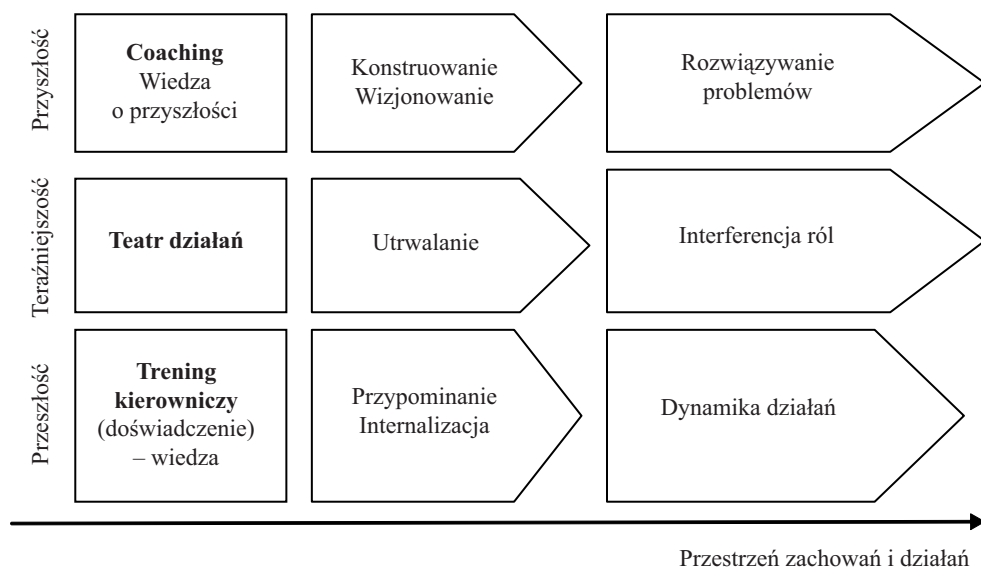 Przyszłość
Coaching
Wiedza
o przyszłości
Konstruowanie
Wizjonowanie
Rozwiązywanie
problemów
Teraźniejszość
Teatr działań
Utrwalanie
Interferencja ról
Przeszłość
Trening
kierowniczy
(doświadczenie)
– wiedza
Przypominanie
Internalizacja
Dynamika działań
Przestrzeń zachowań i działań